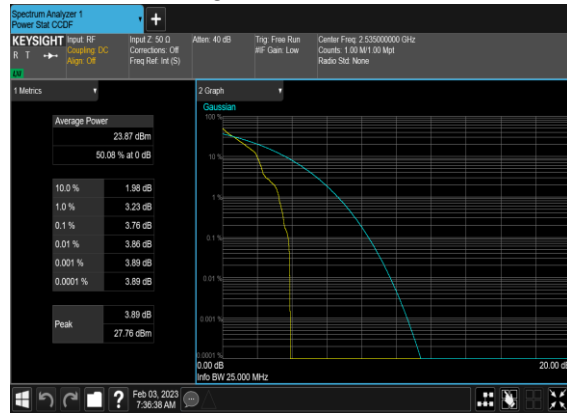 Spectrum Analyzer 1
Power Stat CCDF
KEYSIGHT
R T
LV
Input: RF
Coupling: DC
Align: Off
Input Z: 50 Ω
Corrections: Off
Freq Ref: Int (S)
Atten: 40 dB
Trig: Free Run
#IF Gain: Low
Center Freq: 2.535000000 GHz
Counts: 1.00 M/1.00 Mpt
Radio Std: None
1 Metrics
Average Power
23.87 dBm
50.08 % at 0 dB
10.0 % 1.98 dB
1.0 % 3.23 dB
0.1 % 3.76 dB
0.01 % 3.86 dB
0.001 % 3.89 dB
0.0001 % 3.89 dB
Peak 3.89 dB
27.76 dBm
2 Graph
Gaussian
100 %
10 %
1 %
0.1 %
0.01 %
0.001 %
0.0001 %
0.00 dB 20.00 dB
Info BW 25.000 MHz
Feb 03, 2023
7:36:38 AM